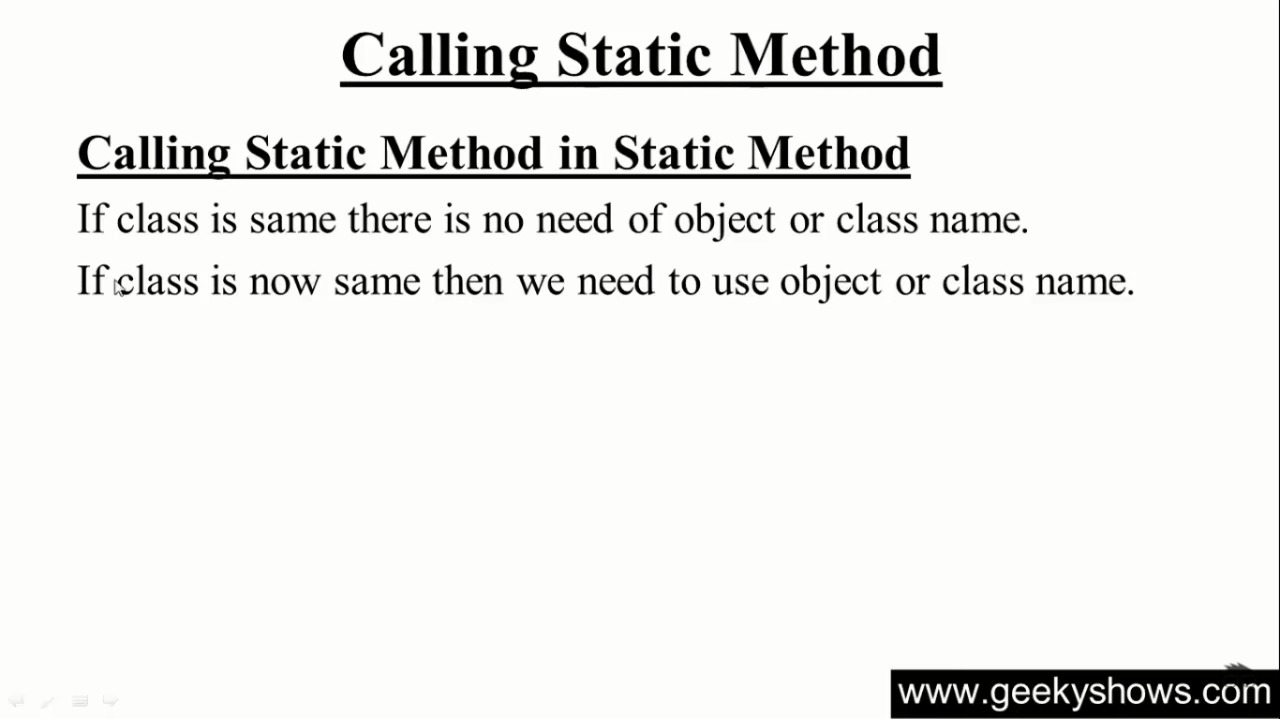 Calling Static Method
Calling Static Method in Static Method
If class is same there is no need of object or class name.
If class is now same then we need to use object or class name.
www.geekyshows.com